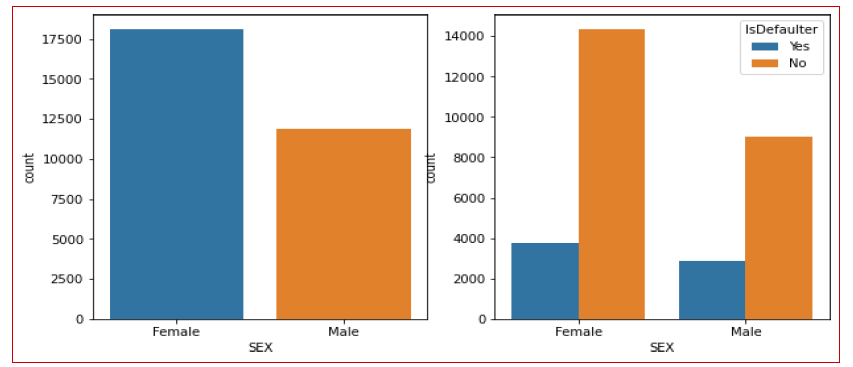 17500
15000
12500
10000
7500
5000
2500
0
count
Female Male
SEX
14000
12000
10000
8000
6000
4000
2000
0
count
IsDefaulter
Yes
No
Female Male
SEX